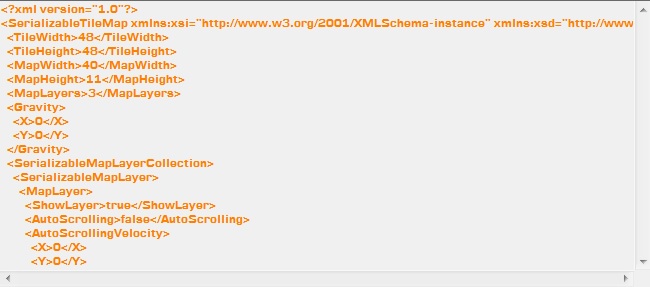 <?xml version="1.0"?>
<SerializableTileMap xmlns:xsi="http://www.w3.org/2001/XMLSchema-instance" xmlns:xsd="http://www
<TileWidth>48</TileWidth>
<TileHeight>48</TileHeight>
<MapWidth>40</MapWidth>
<MapHeight>11</MapHeight>
<MapLayers>3</MapLayers>
<Gravity>
<X>0</X>
<Y>0</Y>
</Gravity>
<SerializableMapLayerCollection>
<SerializableMapLayer>
<MapLayer>
<ShowLayer>true</ShowLayer>
<AutoScrolling>false</AutoScrolling>
<AutoScrollingVelocity>
<X>0</X>
<Y>0</Y>